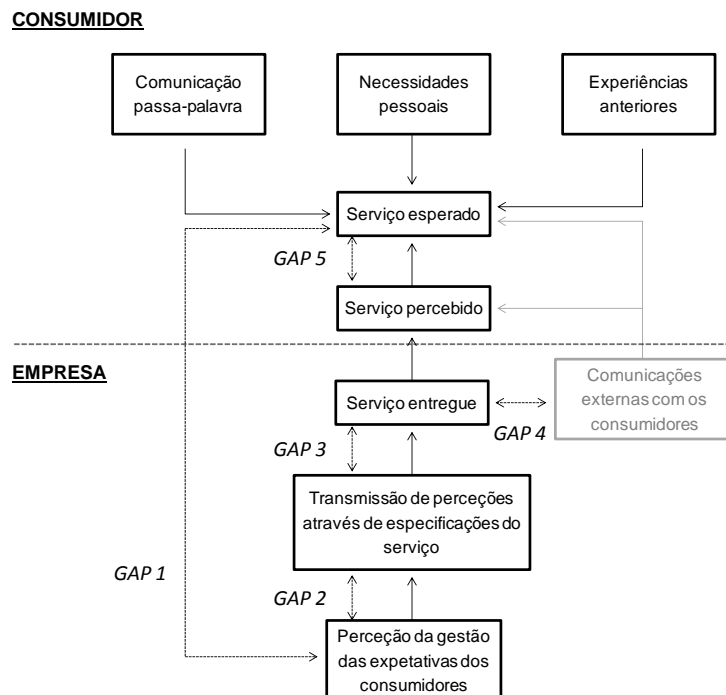 CONSUMIDOR
Comunicação
passa-palavra
Necessidades
pessoais
Experiências
anteriores
Serviço esperado
GAP 5
Serviço percebido
EMPRESA
Comunicações
externas com os
consumidores
Serviço entregue
GAP 4
GAP 3
Transmissão de perceções
através de especificações do
serviço
GAP 1
GAP 2
Perceção da gestão
das expetativas dos
consumidores